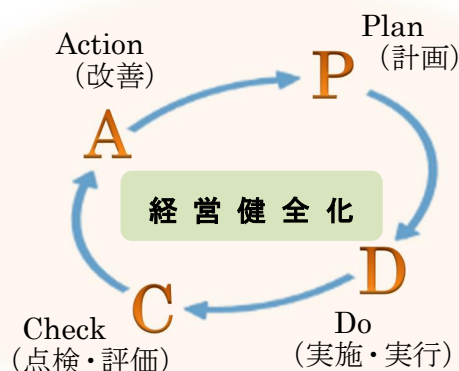 Plan
（計画）
P
Action
（改善）
A
経営健全化
D
Do
（実施・実行）
C
Check
（点検・評価）